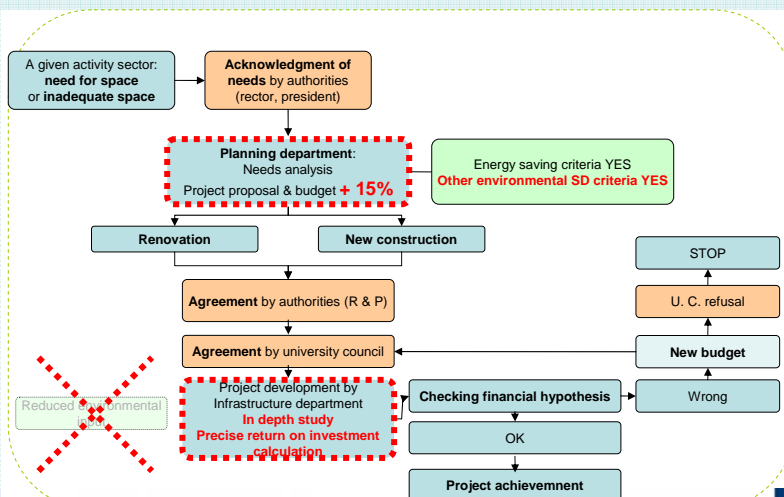 A given activity sector:
need for space
or inadequate space
Acknowledgment of
needs by authorities
(rector, president)
Planning department:
Needs analysis
Project proposal & budget + 15%
Energy saving criteria YES
Other environmental SD criteria YES
Renovation
New construction
STOP
Agreement by authorities (R & P)
U. C. refusal
Agreement by university council
New budget
Reduced environmental
input
Project development by
Infrastructure department
In depth study
Precise return on investment
calculation
Checking financial hypothesis
Wrong
OK
Project achievemnent